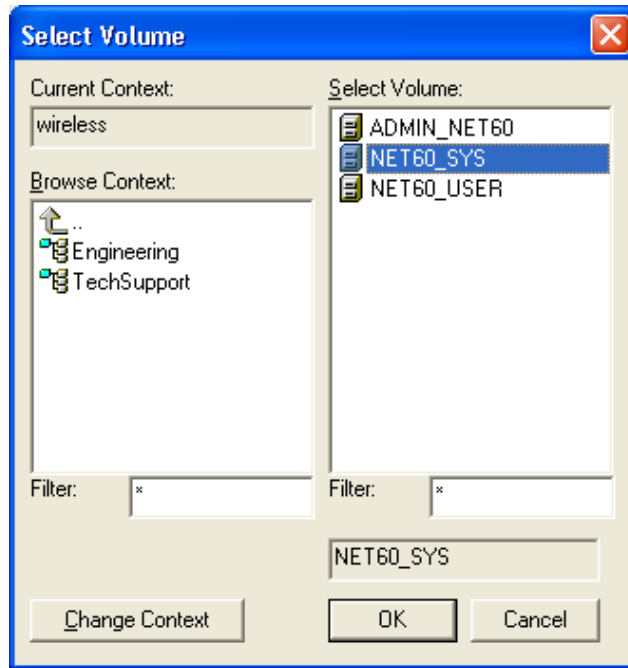 Select Volume
Current Context:
wireless
Browse Context:
..
Engineering
TechSupport
Filter:
*
Change Context
Select Volume:
ADMIN_NET60
NET60_SYS
NET60_USER
Filter:
*
NET60_SYS
OK
Cancel